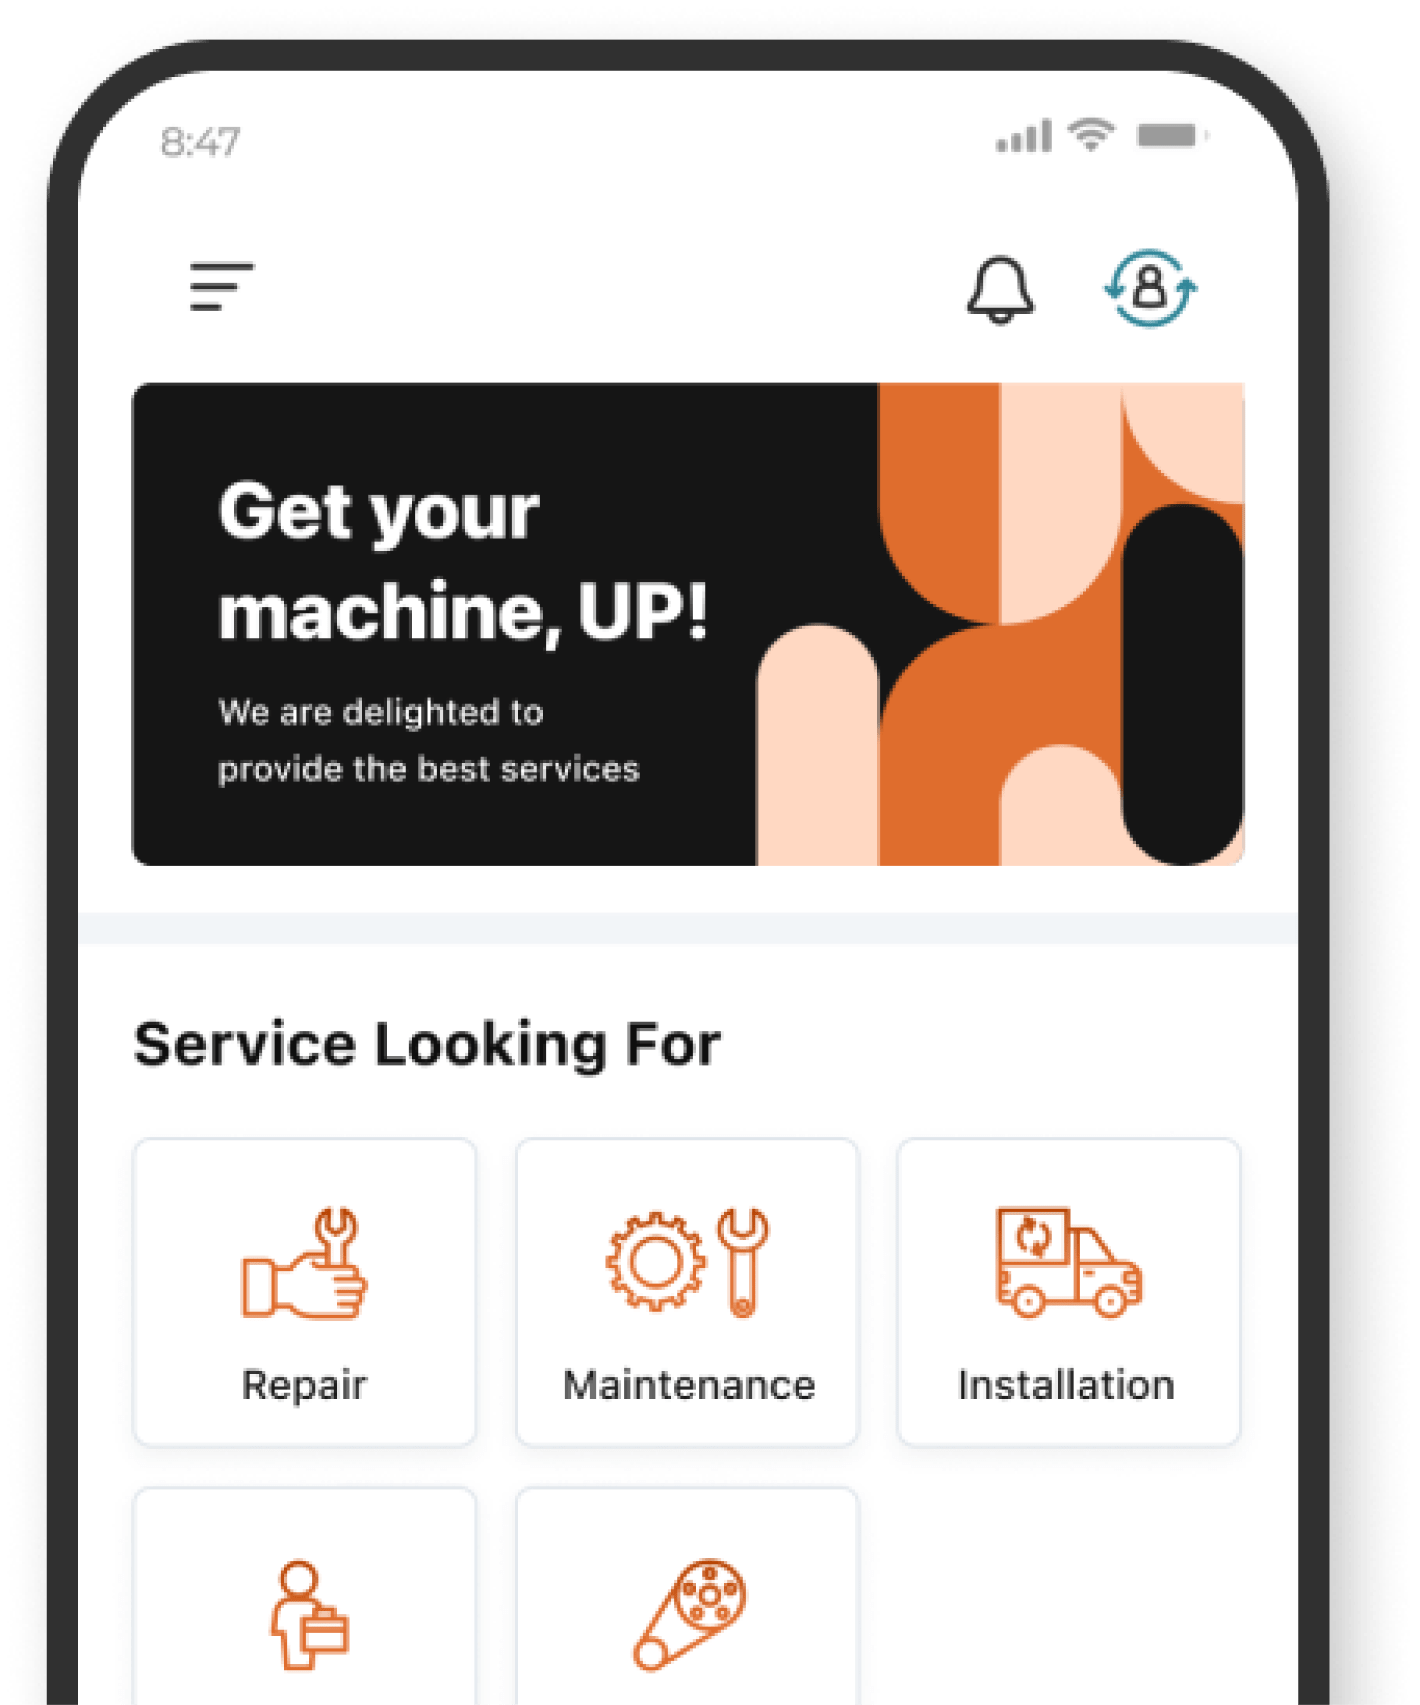 8:47
Get your
machine, UP!
We are delighted to
provide the best services
Service Looking For
Repair
Maintenance
Installation